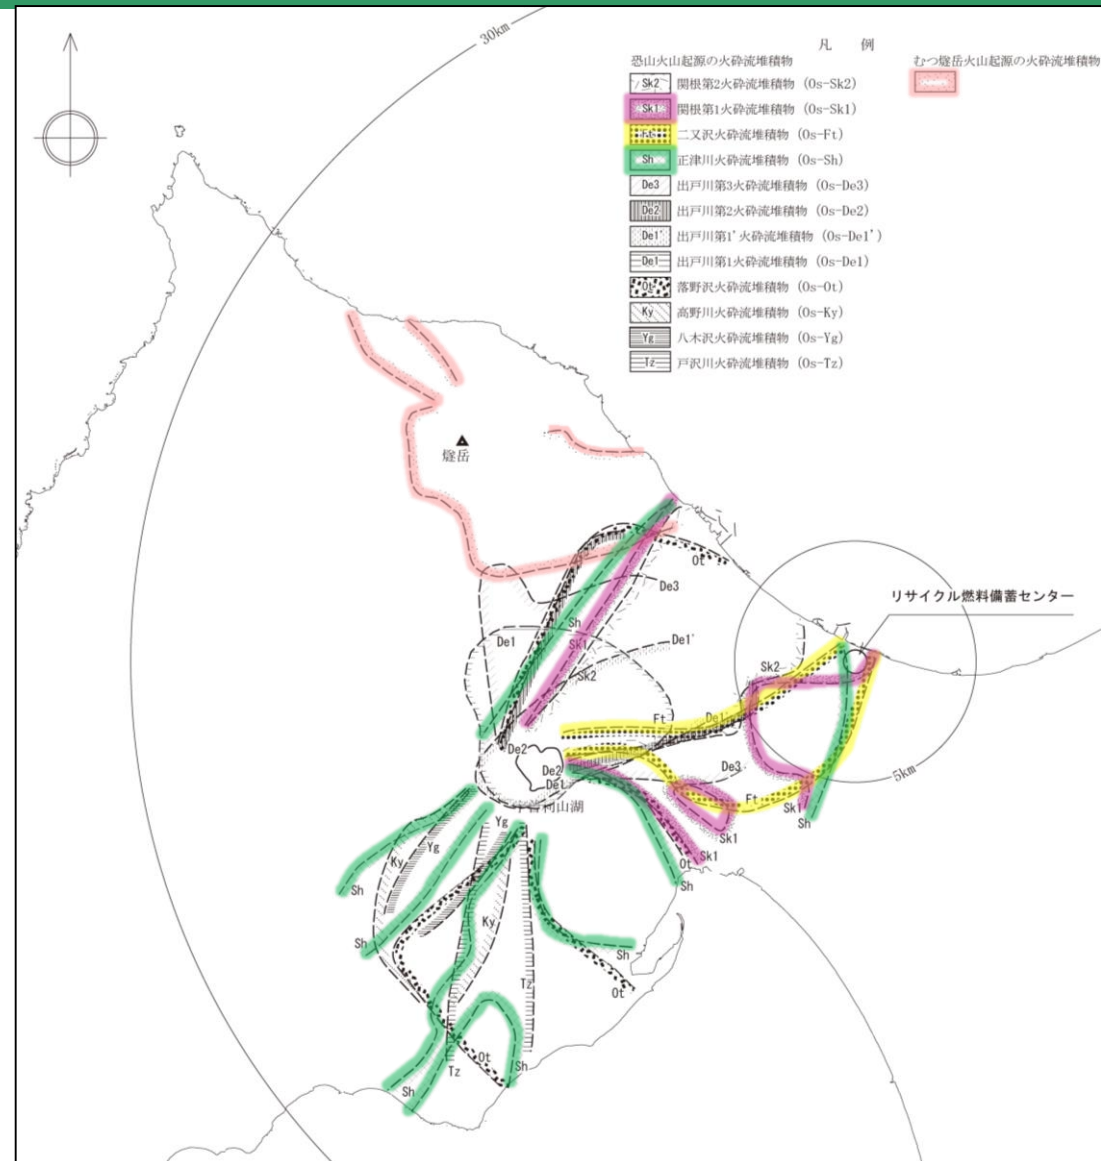 30km
凡 例
恐山火山起源の火砕流堆積物
Sk2 関根第2火砕流堆積物 (Os-Sk2)
Sk1 関根第1火砕流堆積物 (Os-Sk1)
Ft 二又沢火砕流堆積物 (Os-Ft)
Sh 正津川火砕流堆積物 (Os-Sh)
De3 出戸川第3火砕流堆積物 (Os-De3)
De2 出戸川第2火砕流堆積物 (Os-De2)
De1' 出戸川第1'火砕流堆積物 (Os-De1')
De1 出戸川第1火砕流堆積物 (Os-De1)
Ot 落野沢火砕流堆積物 (Os-Ot)
Ky 高野川火砕流堆積物 (Os-Ky)
Yg 八木沢火砕流堆積物 (Os-Yg)
Tz 戸沢川火砕流堆積物 (Os-Tz)
むつ燧岳火山起源の火砕流堆積物
燧岳
Ot
De3
リサイクル燃料備蓄センター
Sh
De1
De1'
Sk1
Sk2
Sk2
Ft
De1'
De2
De2
De3
De1
5km
Ft
Sk1
山湖
Sh
Yg
Sk1
Yg
Ky
Ot
Sk1
Sh
Sh
Ky
Sh
Sh
Tz
Ot
Ot
Sh
Tz
Sh